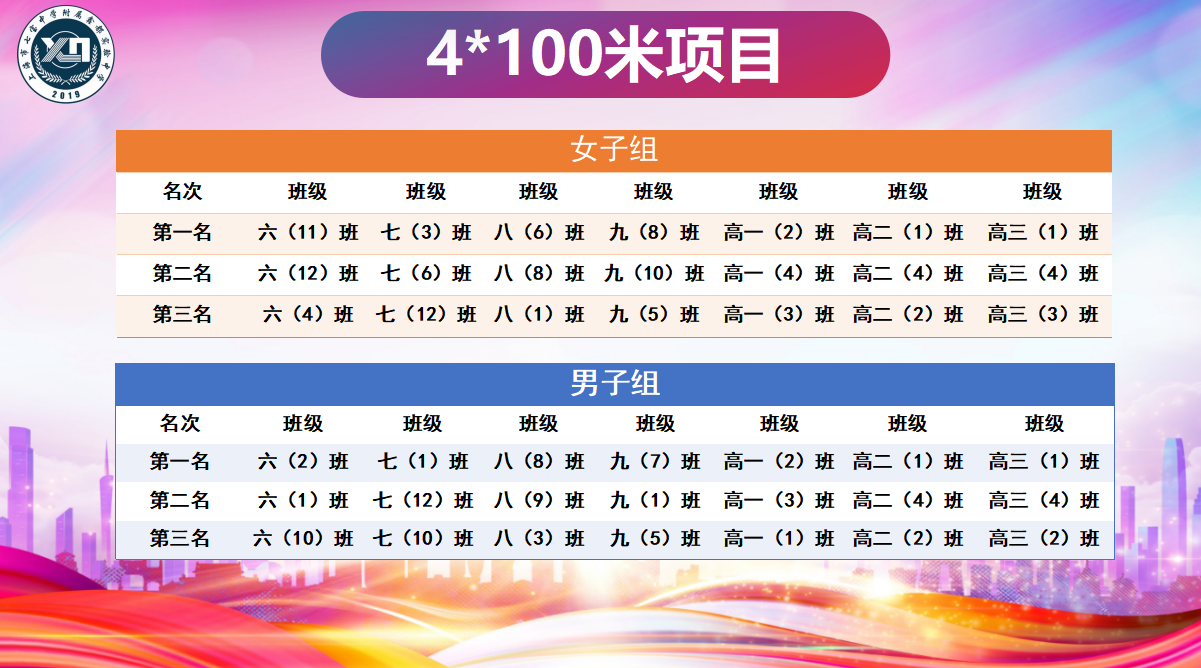 上海市七宝中学附属鑫都实验中学
2019
4*100米项目
女子组
名次 班级 班级 班级 班级 班级 班级 班级
第一名 六（11）班 七（3）班 八（6）班 九（8）班 高一（2）班 高二（1）班 高三（1）班
第二名 六（12）班 七（6）班 八（8）班 九（10）班 高一（4）班 高二（4）班 高三（4）班
第三名 六（4）班 七（12）班 八（1）班 九（5）班 高一（3）班 高二（2）班 高三（3）班
男子组
名次 班级 班级 班级 班级 班级 班级 班级
第一名 六（2）班 七（1）班 八（8）班 九（7）班 高一（2）班 高二（1）班 高三（1）班
第二名 六（1）班 七（12）班 八（9）班 九（1）班 高一（3）班 高二（4）班 高三（4）班
第三名 六（10）班 七（10）班 八（3）班 九（5）班 高一（1）班 高二（2）班 高三（2）班